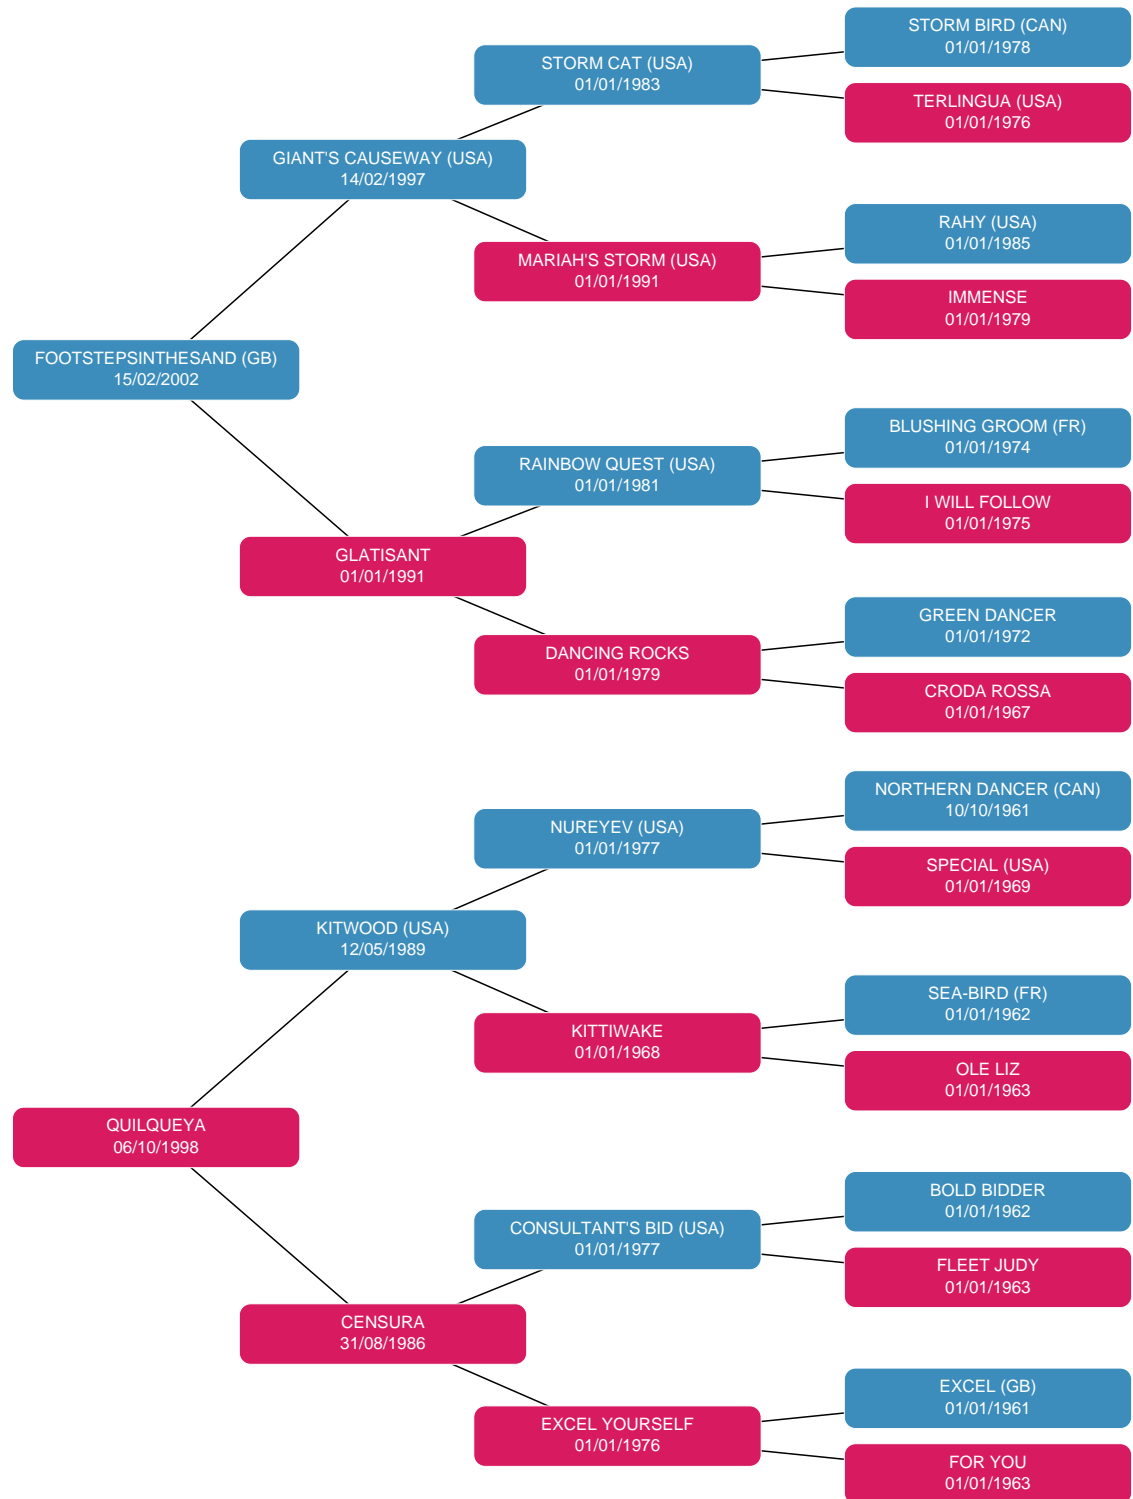 STORM BIRD (CAN)
01/01/1978
STORM CAT (USA)
01/01/1983
TERLINGUA (USA)
01/01/1976
GIANT'S CAUSEWAY (USA)
14/02/1997
RAHY (USA)
01/01/1985
MARIAH'S STORM (USA)
01/01/1991
IMMENSE
01/01/1979
FOOTSTEPSINTHESAND (GB)
15/02/2002
BLUSHING GROOM (FR)
01/01/1974
RAINBOW QUEST (USA)
01/01/1981
I WILL FOLLOW
01/01/1975
GLATISANT
01/01/1991
GREEN DANCER
01/01/1972
DANCING ROCKS
01/01/1979
CRODA ROSSA
01/01/1967
NORTHERN DANCER (CAN)
10/10/1961
NUREYEV (USA)
01/01/1977
SPECIAL (USA)
01/01/1969
KITWOOD (USA)
12/05/1989
SEA-BIRD (FR)
01/01/1962
KITTIWAKE
01/01/1968
OLE LIZ
01/01/1963
QUILQUEYA
06/10/1998
BOLD BIDDER
01/01/1962
CONSULTANT'S BID (USA)
01/01/1977
FLEET JUDY
01/01/1963
CENSURA
31/08/1986
EXCEL (GB)
01/01/1961
EXCEL YOURSELF
01/01/1976
FOR YOU
01/01/1963